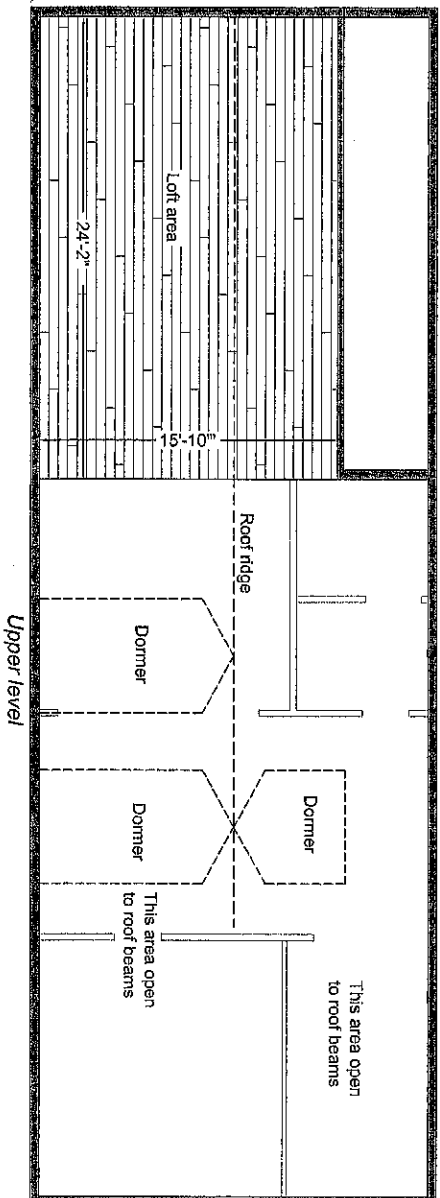 Loft area
24'-2"
15'-10"'
Roof ridge
Dormer
Dormer
Dormer
This area open
to roof beams
This area open
to roof beams
Upper level